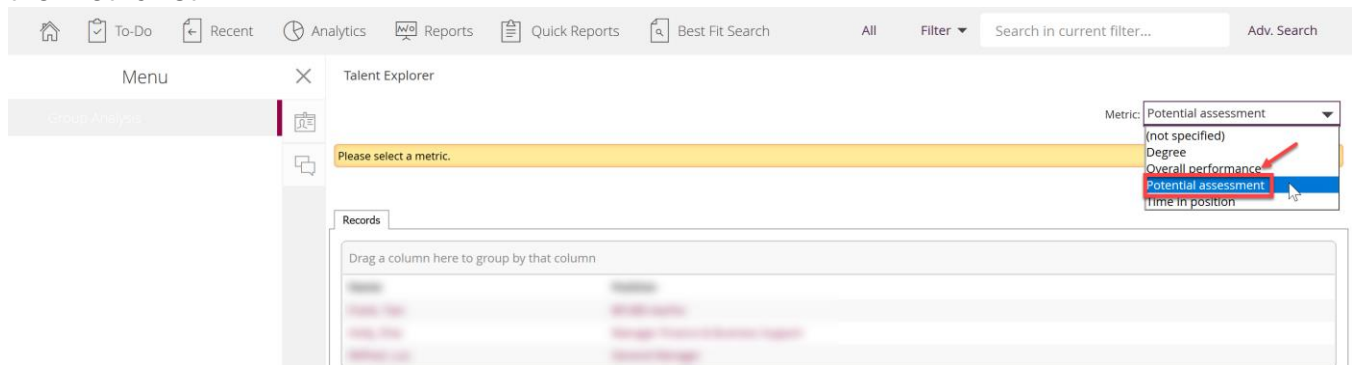 To-Do Recent Analytics Reports Quick Reports Best Fit Search All Filter Search in current filter... Adv. Search
Menu
Talent Explorer
Group Analysis
Metric: Potential assessment
(not specified)
Degree
Overall performance
Potential assessment
Time in position
Please select a metric.
Records
Drag a column here to group by that column